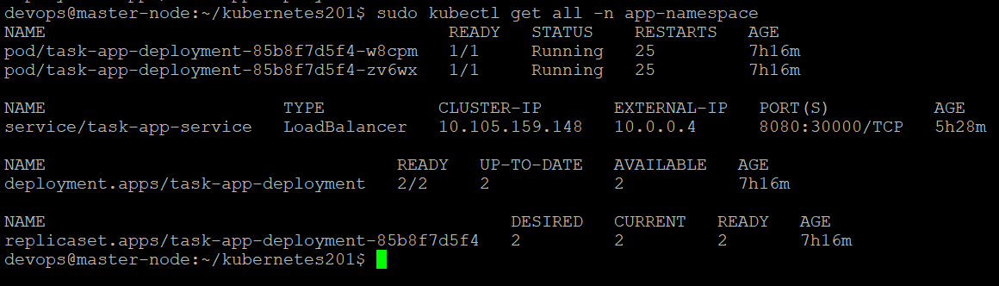 devops@master-node:~/kubernetes201$ sudo kubectl get all -n app-namespace
NAME READY STATUS RESTARTS AGE
pod/task-app-deployment-85b8f7d5f4-w8cpm 1/1 Running 25 7h16m
pod/task-app-deployment-85b8f7d5f4-zv6wx 1/1 Running 25 7h16m
NAME TYPE CLUSTER-IP EXTERNAL-IP PORT(S) AGE
service/task-app-service LoadBalancer 10.105.159.148 10.0.0.4 8080:30000/TCP 5h28m
NAME READY UP-TO-DATE AVAILABLE AGE
deployment.apps/task-app-deployment 2/2 2 2 7h16m
NAME DESIRED CURRENT READY AGE
replicaset.apps/task-app-deployment-85b8f7d5f4 2 2 2 7h16m
devops@master-node:~/kubernetes201$